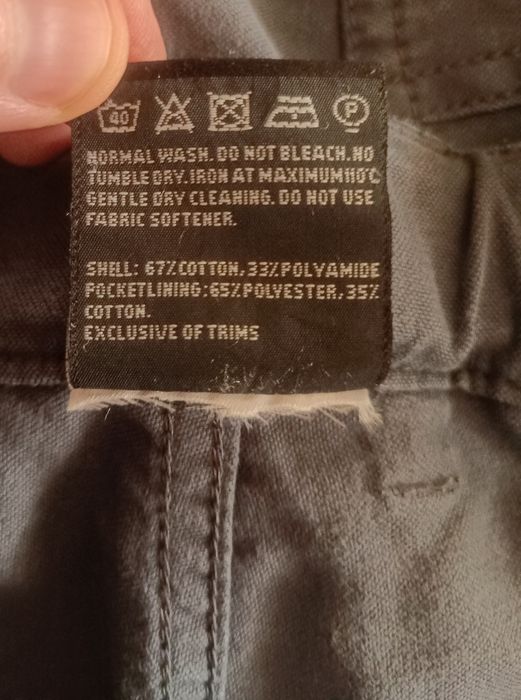 40 P
NORMAL WASH. DO NOT BLEACH. NO
TUMBLE DRY. IRON AT MAXIMUM 110°C
GENTLE DRY CLEANING. DO NOT USE
FABRIC SOFTENER.
SHELL: 67% COTTON, 33% POLYAMIDE
POCKETLINING: 65% POLYESTER, 35%
COTTON.
EXCLUSIVE OF TRIMS